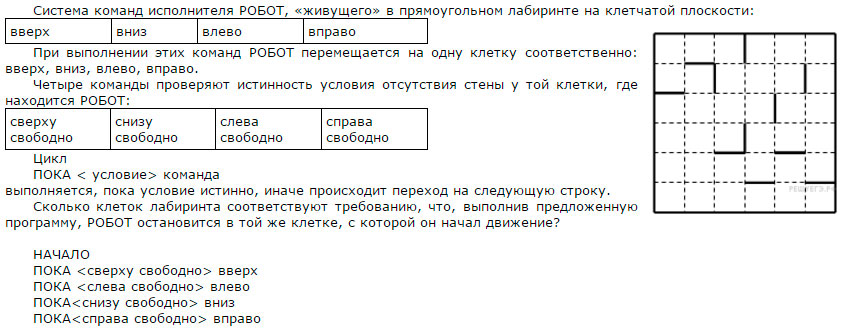 Система команд исполнителя РОБОТ, «живущего» в прямоугольном лабиринте на клетчатой плоскости:
вверх вниз влево вправо
При выполнении этих команд РОБОТ перемещается на одну клетку соответственно:
вверх, вниз, влево, вправо.
Четыре команды проверяют истинность условия отсутствия стены у той клетки, где
находится РОБОТ:
сверху снизу слева справа
свободно свободно свободно свободно
Цикл
ПОКА < условие> команда
выполняется, пока условие истинно, иначе происходит переход на следующую строку.
Сколько клеток лабиринта соответствуют требованию, что, выполнив предложенную
программу, РОБОТ остановится в той же клетке, с которой он начал движение?
НАЧАЛО
ПОКА <сверху свободно> вверх
ПОКА <слева свободно> влево
ПОКА<снизу свободно> вниз
ПОКА<справа свободно> вправо